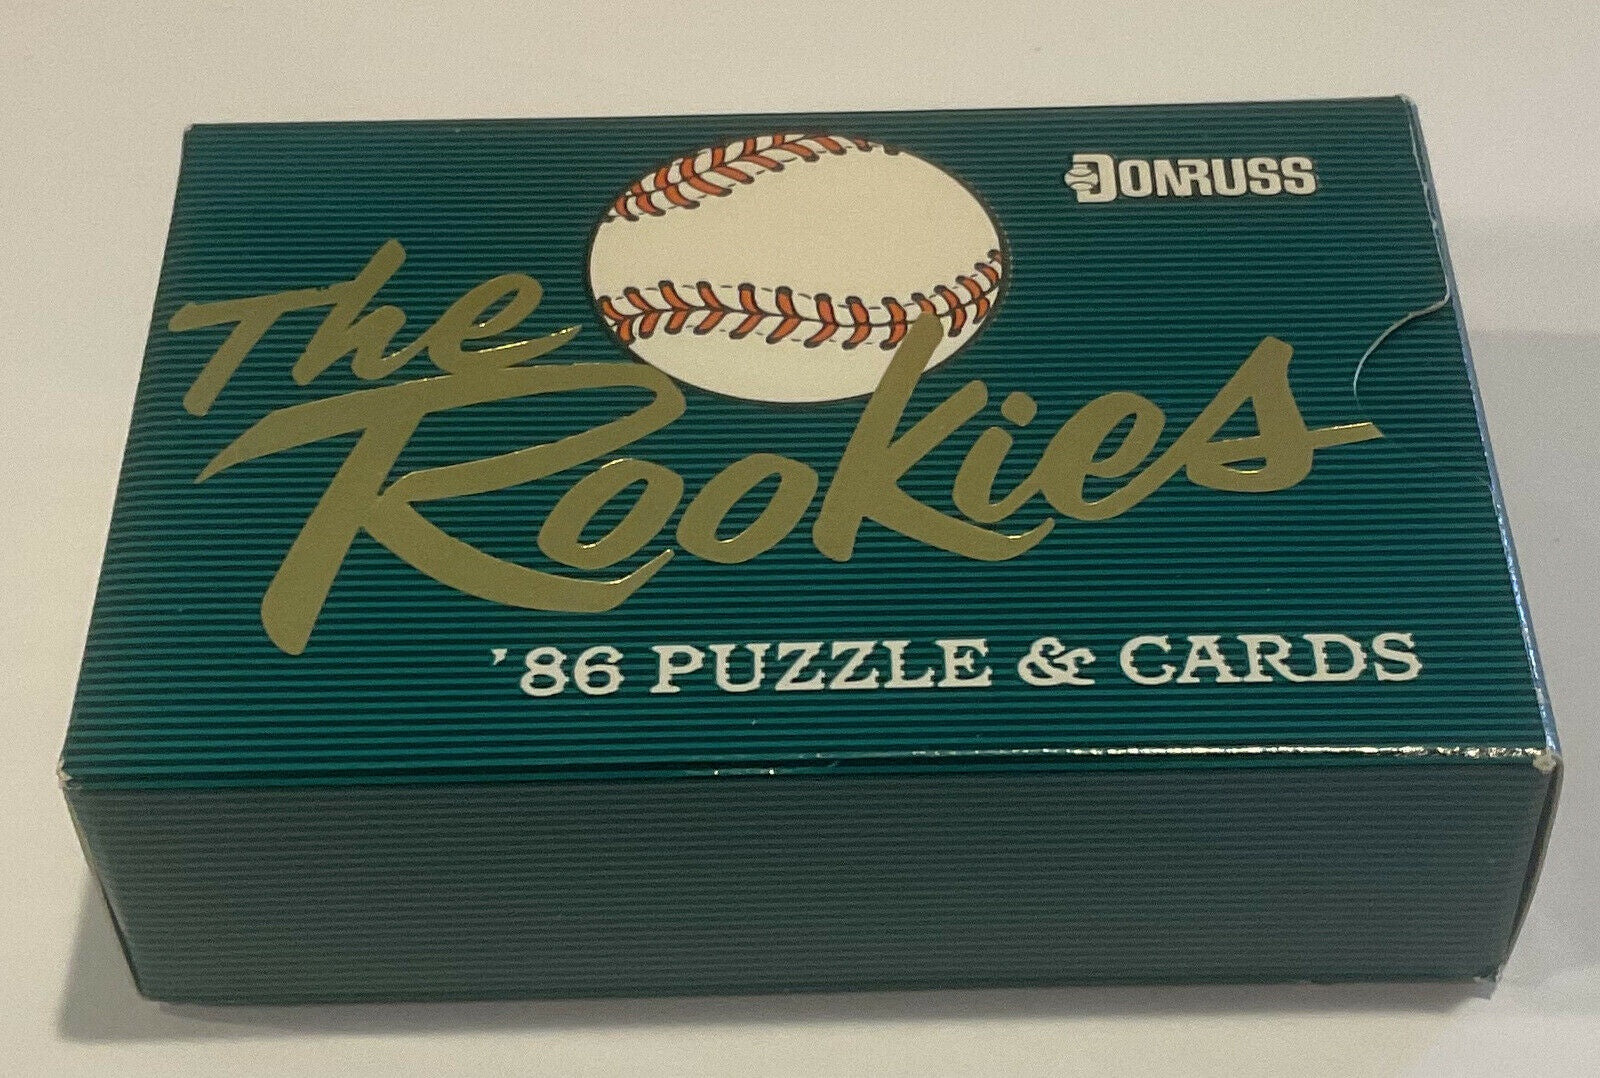 DONRUSS
The
Rookies
'86 PUZZLE & CARDS